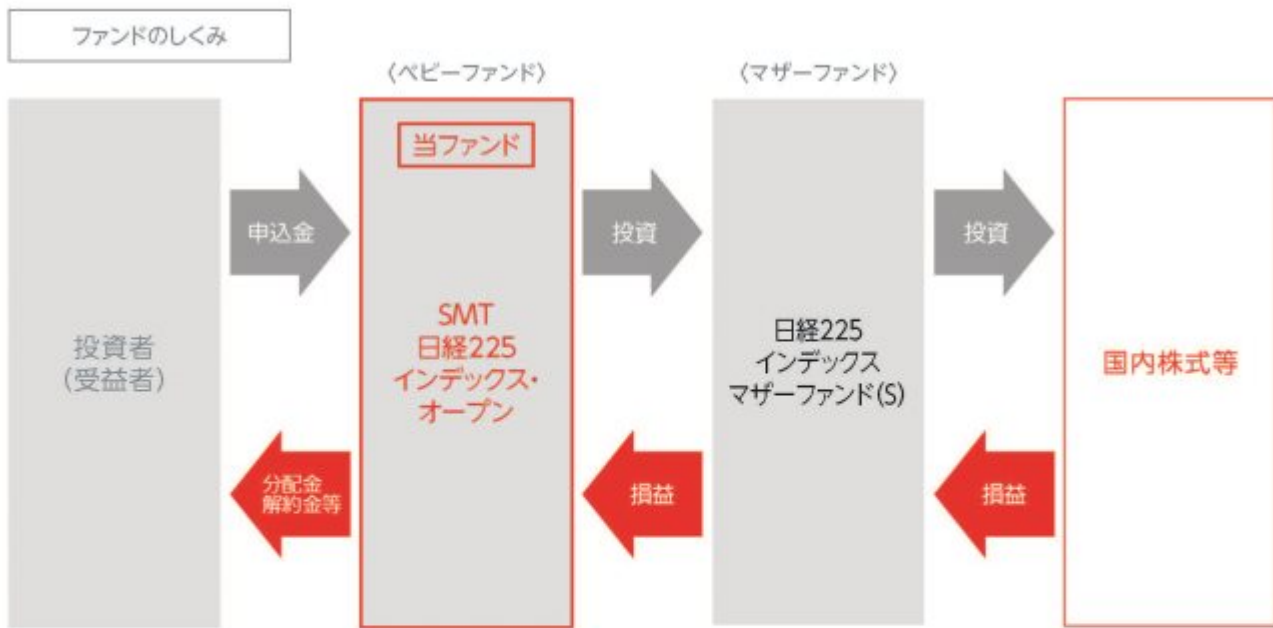 ファンドのしくみ
〈ベビーファンド〉
〈マザーファンド〉
投資者
(受益者)
申込金
分配金
解約金等
当ファンド
SMT
日経225
インデックス・
オープン
投資
損益
日経225
インデックス
マザーファンド(S)
投資
損益
国内株式等